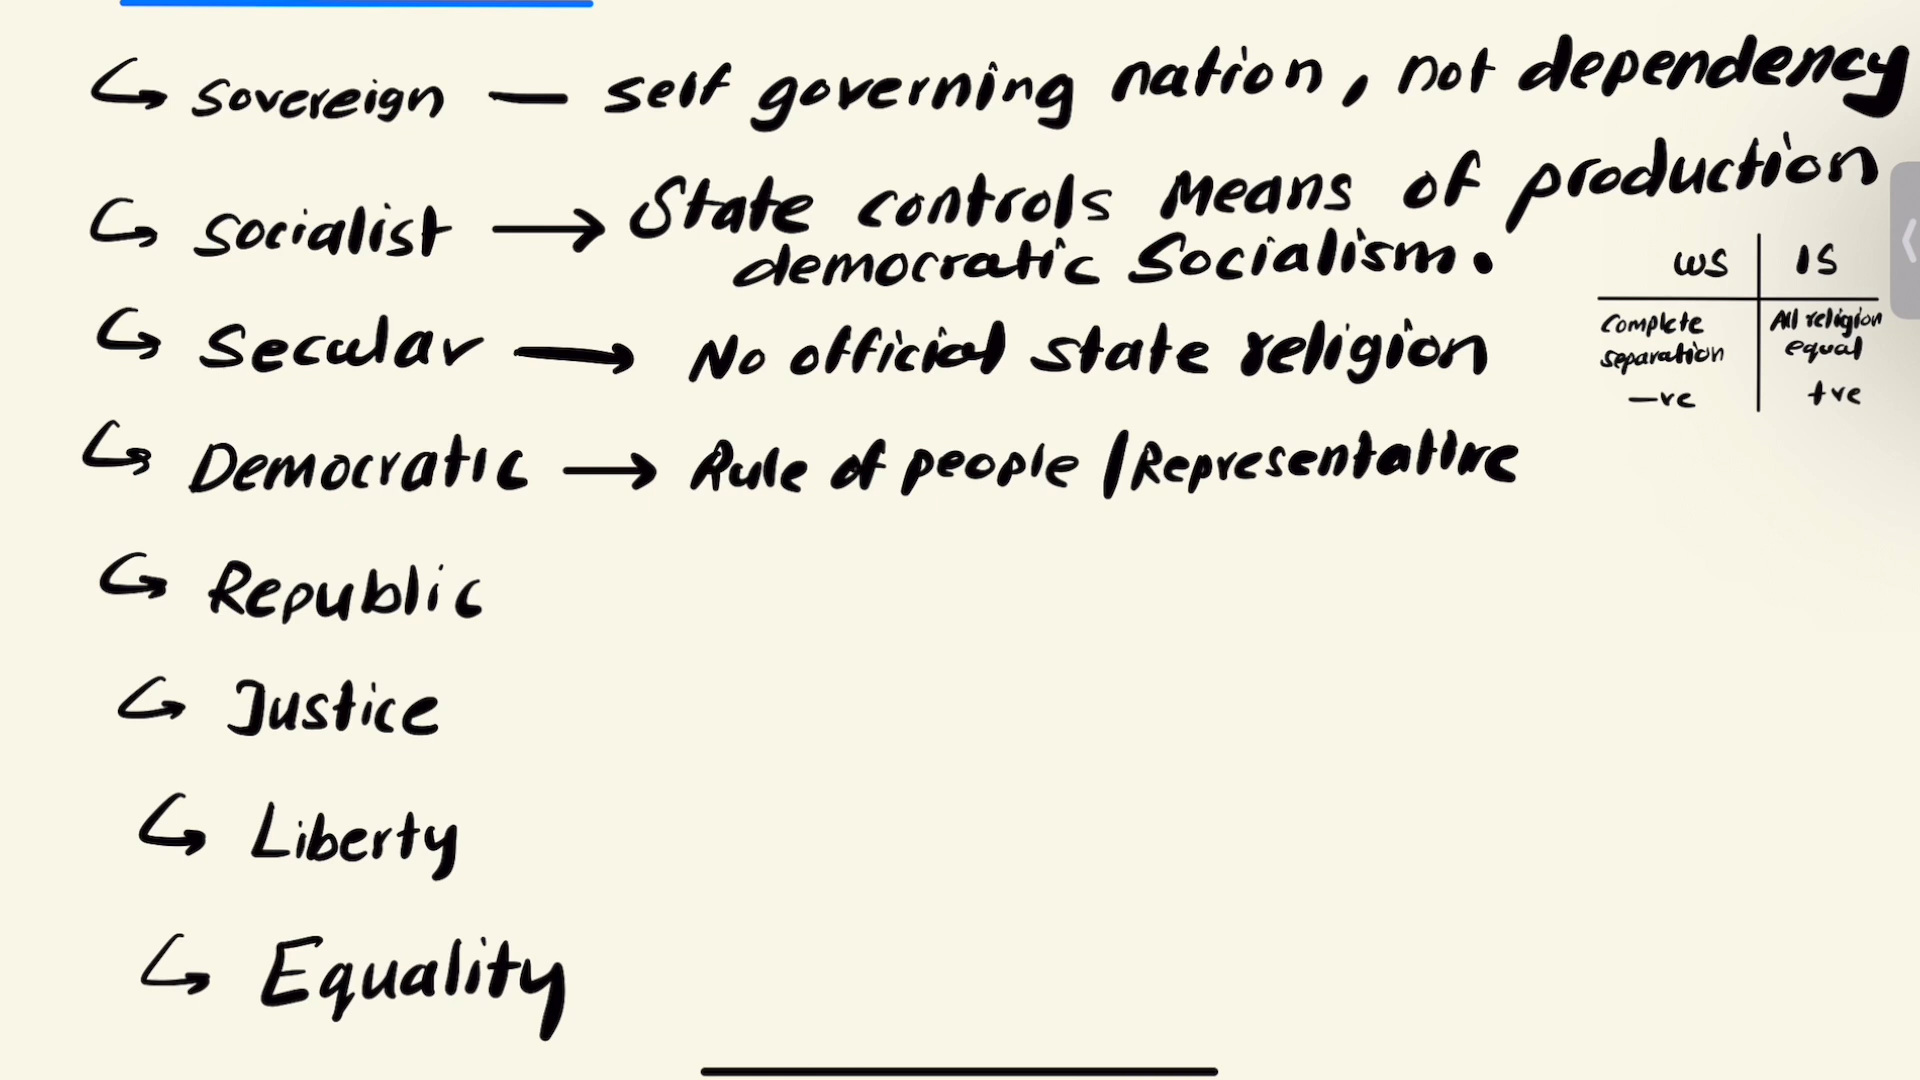 ↳ Sovereign — self governing nation, not dependency
↳ Socialist → State controls Means of production
democratic Socialism.
WS | IS
↳ Secular → No official state religion
Complete separation | All religion equal
-ve | +ve
↳ Democratic → Rule of people / Representative
↳ Republic
↳ Justice
↳ Liberty
↳ Equality